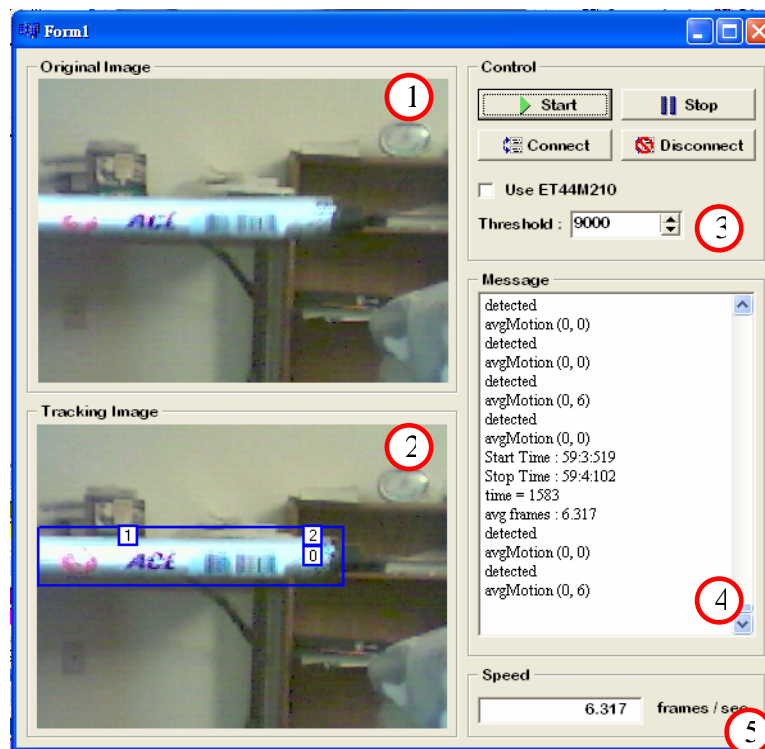 Form1
Original Image
1
ACE
Tracking Image
2
1
2
0
ACE
Control
Start
Stop
Connect
Disconnect
Use ET44M210
Threshold :
9000
3
Message
detected
avgMotion (0, 0)
detected
avgMotion (0, 0)
detected
avgMotion (0, 6)
detected
avgMotion (0, 0)
Start Time : 59:3:519
Stop Time : 59:4:102
time = 1583
avg frames : 6.317
detected
avgMotion (0, 0)
detected
avgMotion (0, 6)
4
Speed
6.317
frames / sec
5